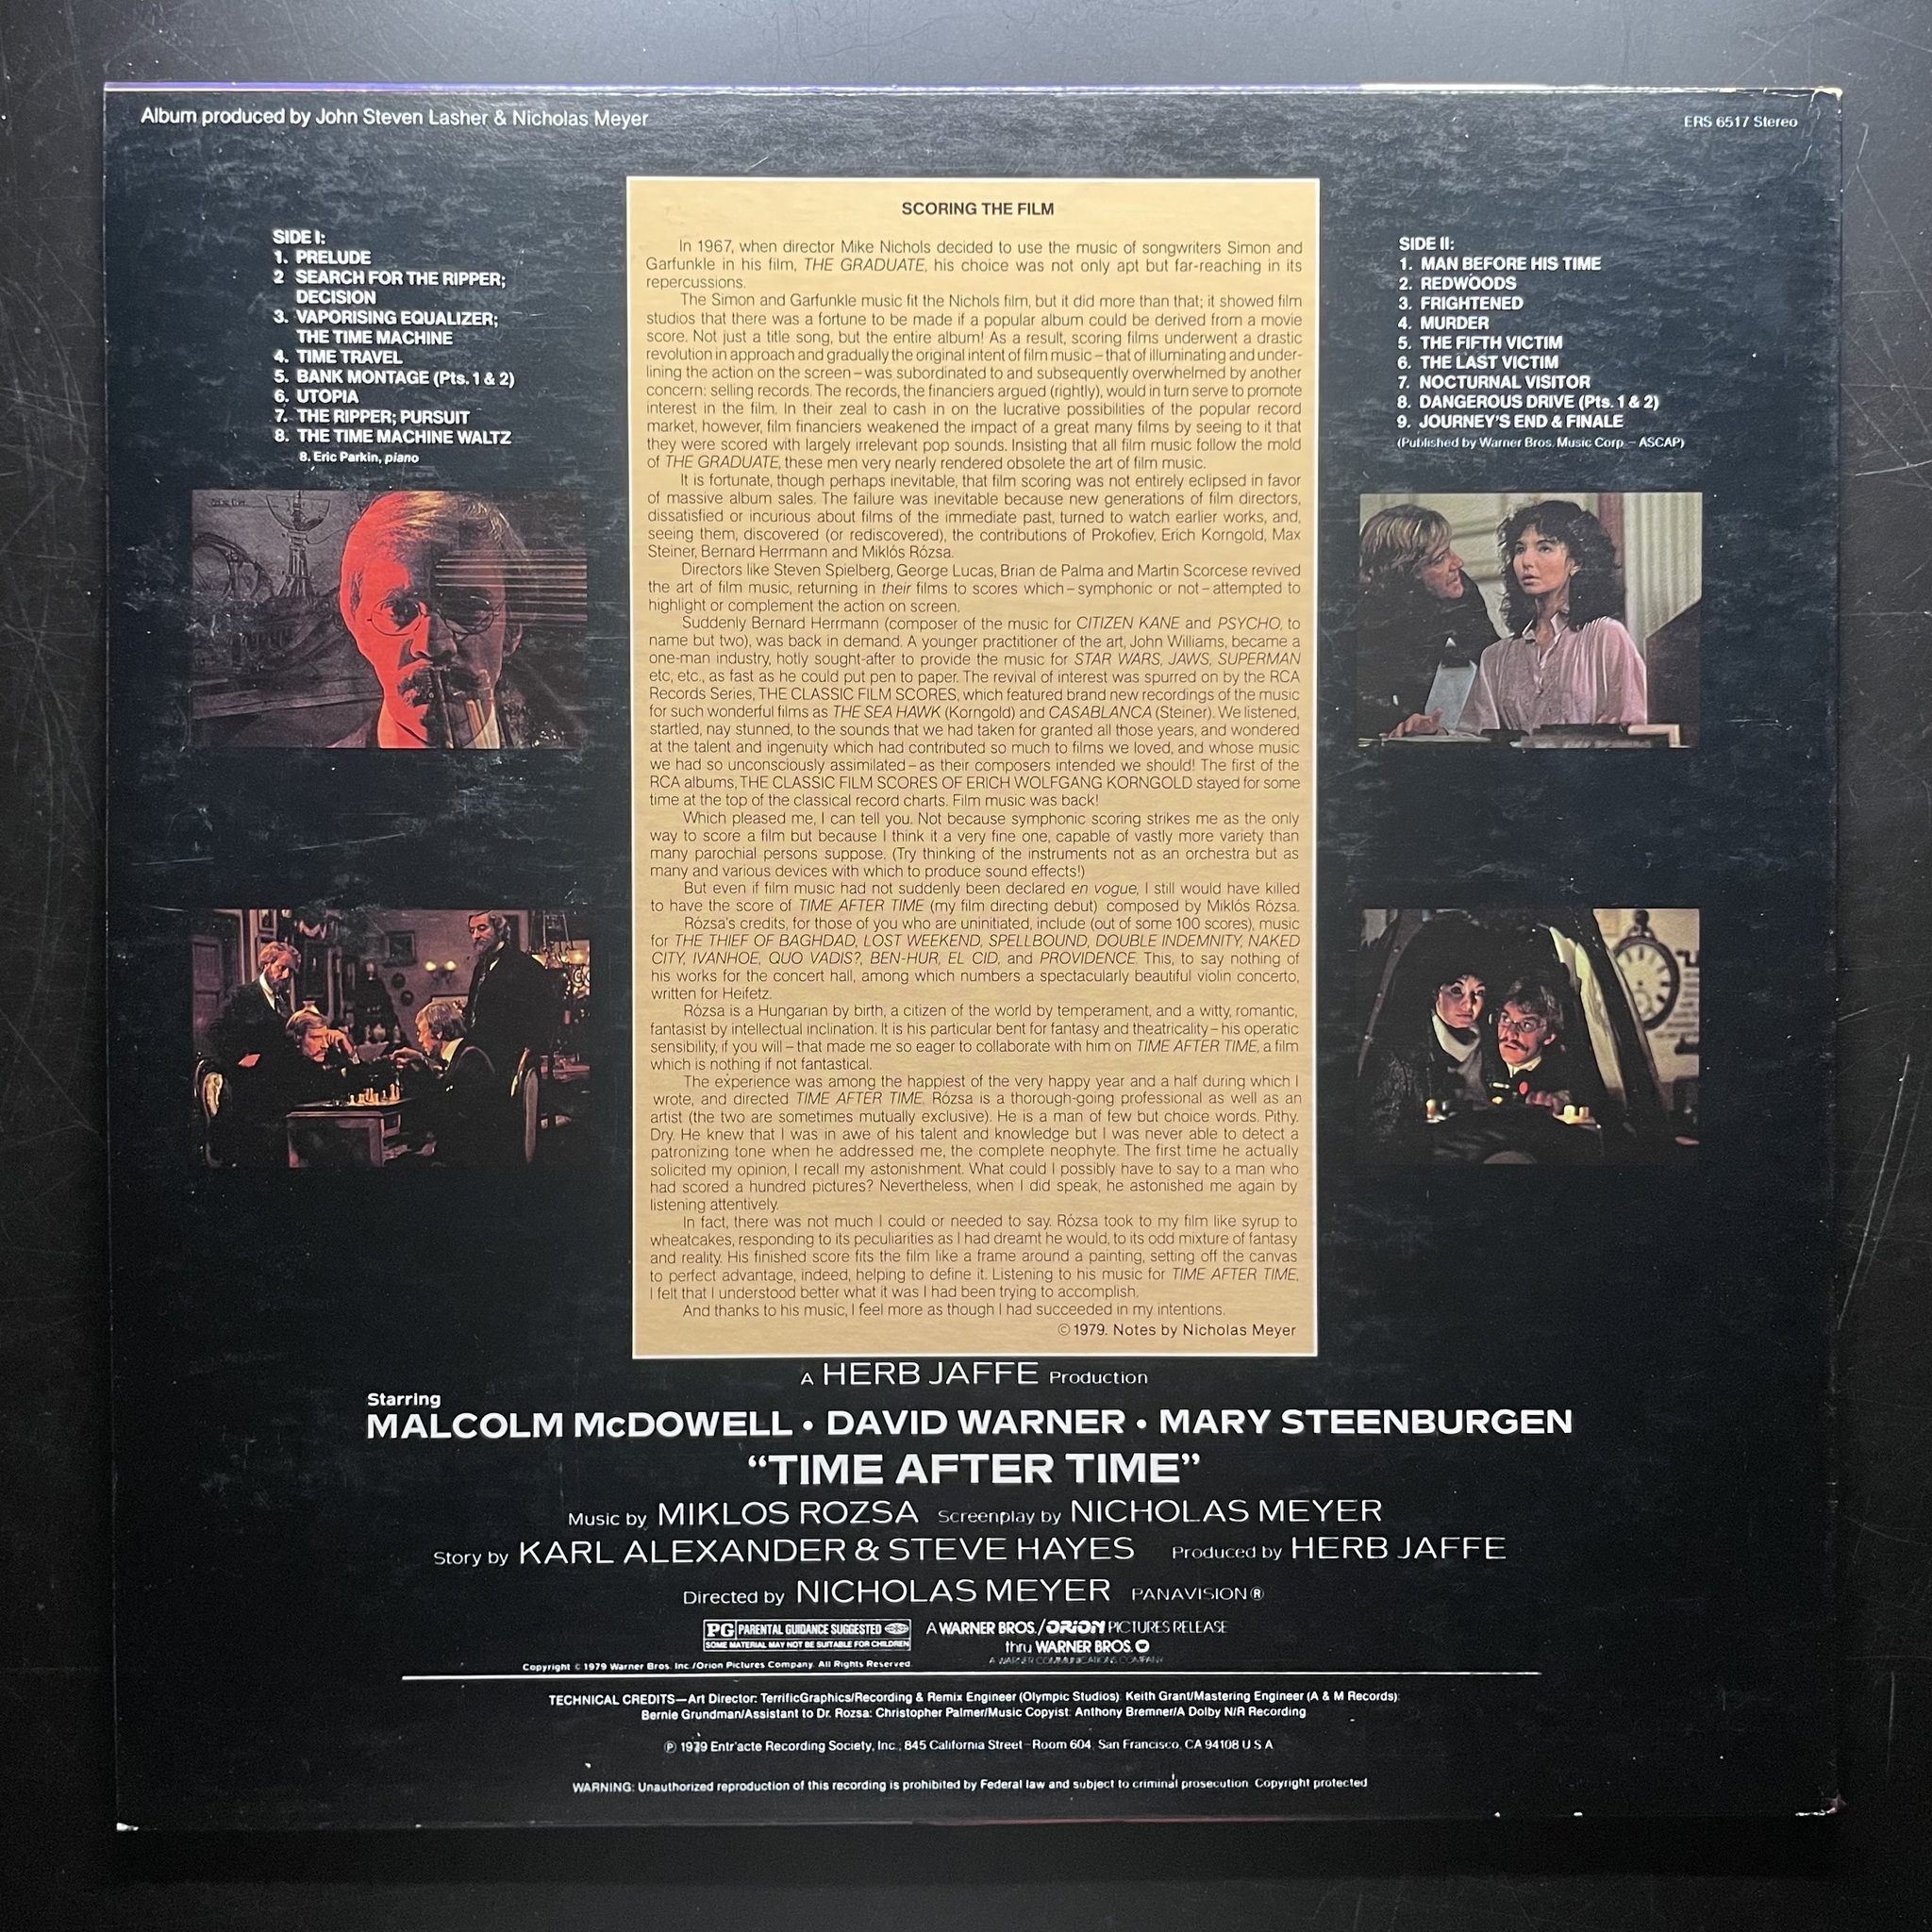 Album produced by John Steven Lasher & Nicholas Meyer
ERS 6517 Stereo
SIDE I:
1. PRELUDE
2 SEARCH FOR THE RIPPER;
DECISION
3. VAPORISING EQUALIZER;
THE TIME MACHINE
4. TIME TRAVEL
5. BANK MONTAGE (Pts. 1 & 2)
6. UTOPIA
7. THE RIPPER; PURSUIT
8. THE TIME MACHINE WALTZ
8. Eric Parkin, piano
SCORING THE FILM
In 1967, when director Mike Nichols decided to use the music of songwriters Simon and
Garfunkle in his film, THE GRADUATE, his choice was not only apt but far-reaching in its
repercussions.
The Simon and Garfunkle music fit the Nichols film, but it did more than that; it showed film
studios that there was a fortune to be made if a popular album could be derived from a movie
score. Not just a title song, but the entire album! As a result, scoring films underwent a drastic
revolution in approach and gradually the original intent of film music – that of illuminating and under-
lining the action on the screen – was subordinated to and subsequently overwhelmed by another
concern: selling records. The records, the financiers argued (rightly), would in turn serve to promote
interest in the film. In their zeal to cash in on the lucrative possibilities of the popular record
market, however, film financiers weakened the impact of a great many films by seeing to it that
they were scored with largely irrelevant pop sounds. Insisting that all film music follow the mold
of THE GRADUATE, these men very nearly rendered obsolete the art of film music.
It is fortunate, though perhaps inevitable, that film scoring was not entirely eclipsed in favor
of massive album sales. The failure was inevitable because new generations of film directors,
dissatisfied or incurious about films of the immediate past, turned to watch earlier works, and,
seeing them, discovered (or rediscovered), the contributions of Prokofiev, Erich Korngold, Max
Steiner, Bernard Herrmann and Miklós Rózsa.
Directors like Steven Spielberg, George Lucas, Brian de Palma and Martin Scorcese revived
the art of film music, returning in their films to scores which – symphonic or not – attempted to
highlight or complement the action on screen.
Suddenly Bernard Herrmann (composer of the music for CITIZEN KANE and PSYCHO, to
name but two), was back in demand. A younger practitioner of the art, John Williams, became a
one-man industry, hotly sought-after to provide the music for STAR WARS, JAWS, SUPERMAN
etc, etc., as fast as he could put pen to paper. The revival of interest was spurred on by the RCA
Records Series, THE CLASSIC FILM SCORES, which featured brand new recordings of the music
for such wonderful films as THE SEA HAWK (Korngold) and CASABLANCA (Steiner). We listened,
startled, nay stunned, to the sounds that we had taken for granted all those years, and wondered
at the talent and ingenuity which had contributed so much to films we loved, and whose music
we had so unconsciously assimilated – as their composers intended we should! The first of the
RCA albums, THE CLASSIC FILM SCORES OF ERICH WOLFGANG KORNGOLD stayed for some
time at the top of the classical record charts. Film music was back!
Which pleased me, I can tell you. Not because symphonic scoring strikes me as the only
way to score a film but because I think it a very fine one, capable of vastly more variety than
many parochial persons suppose. (Try thinking of the instruments not as an orchestra but as
many and various devices with which to produce sound effects!)
But even if film music had not suddenly been declared en vogue, I still would have killed
to have the score of TIME AFTER TIME (my film directing debut) composed by Miklós Rózsa.
Rózsa's credits, for those of you who are uninitiated, include (out of some 100 scores), music
for THE THIEF OF BAGHDAD, LOST WEEKEND, SPELLBOUND, DOUBLE INDEMNITY, NAKED
CITY, IVANHOE, QUO VADIS?, BEN-HUR, EL CID, and PROVIDENCE. This, to say nothing of
his works for the concert hall, among which numbers a spectacularly beautiful violin concerto,
written for Heifetz.
Rózsa is a Hungarian by birth, a citizen of the world by temperament, and a witty, romantic,
fantasist by intellectual inclination. It is his particular bent for fantasy and theatricality – his operatic
sensibility, if you will – that made me so eager to collaborate with him on TIME AFTER TIME, a film
which is nothing if not fantastical.
The experience was among the happiest of the very happy year and a half during which I
wrote, and directed TIME AFTER TIME. Rózsa is a thorough-going professional as well as an
artist (the two are sometimes mutually exclusive). He is a man of few but choice words. Pithy.
Dry. He knew that I was in awe of his talent and knowledge but I was never able to detect a
patronizing tone when he addressed me, the complete neophyte. The first time he actually
solicited my opinion, I recall my astonishment. What could I possibly have to say to a man who
had scored a hundred pictures? Nevertheless, when I did speak, he astonished me again by
listening attentively.
In fact, there was not much I could or needed to say. Rózsa took to my film like syrup to
wheatcakes, responding to its peculiarities as I had dreamt he would, to its odd mixture of fantasy
and reality. His finished score fits the film like a frame around a painting, setting off the canvas
to perfect advantage, indeed, helping to define it. Listening to his music for TIME AFTER TIME,
I felt that I understood better what it was I had been trying to accomplish.
And thanks to his music, I feel more as though I had succeeded in my intentions.
©1979. Notes by Nicholas Meyer
SIDE II:
1. MAN BEFORE HIS TIME
2. REDWOODS
3. FRIGHTENED
4. MURDER
5. THE FIFTH VICTIM
6. THE LAST VICTIM
7. NOCTURNAL VISITOR
8. DANGEROUS DRIVE (Pts. 1 & 2)
9. JOURNEY'S END & FINALE
(Published by Warner Bros. Music Corp. – ASCAP)
A HERB JAFFE Production
Starring
MALCOLM McDOWELL • DAVID WARNER • MARY STEENBURGEN
“TIME AFTER TIME”
Music by MIKLOS ROZSA Screenplay by NICHOLAS MEYER
Story by KARL ALEXANDER & STEVE HAYES Produced by HERB JAFFE
Directed by NICHOLAS MEYER PANAVISION®
PG PARENTAL GUIDANCE SUGGESTED
SOME MATERIAL MAY NOT BE SUITABLE FOR CHILDREN
A WARNER BROS./ORION PICTURES RELEASE
thru WARNER BROS.
A WARNER COMMUNICATIONS COMPANY
Copyright © 1979 Warner Bros. Inc./Orion Pictures Company. All Rights Reserved.
TECHNICAL CREDITS—Art Director: TerrificGraphics/Recording & Remix Engineer (Olympic Studios): Keith Grant/Mastering Engineer (A & M Records):
Bernie Grundman/Assistant to Dr. Rozsa: Christopher Palmer/Music Copyist: Anthony Bremner/A Dolby N/R Recording
℗ 1979 Entr'acte Recording Society, Inc.; 845 California Street–Room 604, San Francisco, CA 94108 U.S.A.
WARNING: Unauthorized reproduction of this recording is prohibited by Federal law and subject to criminal prosecution. Copyright protected